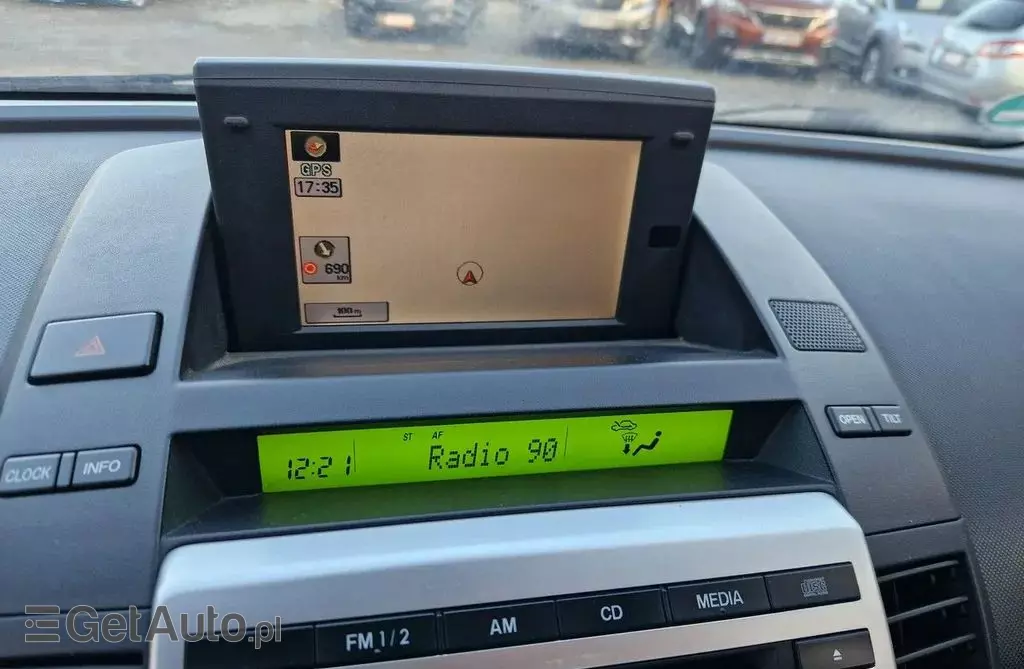 GPS
17:35
690
km
100 m
OPEN
TILT
ST AF
12:21
Radio 90
CLOCK
INFO
FM 1/2
AM
CD
MEDIA
DISC
GetAuto.pl